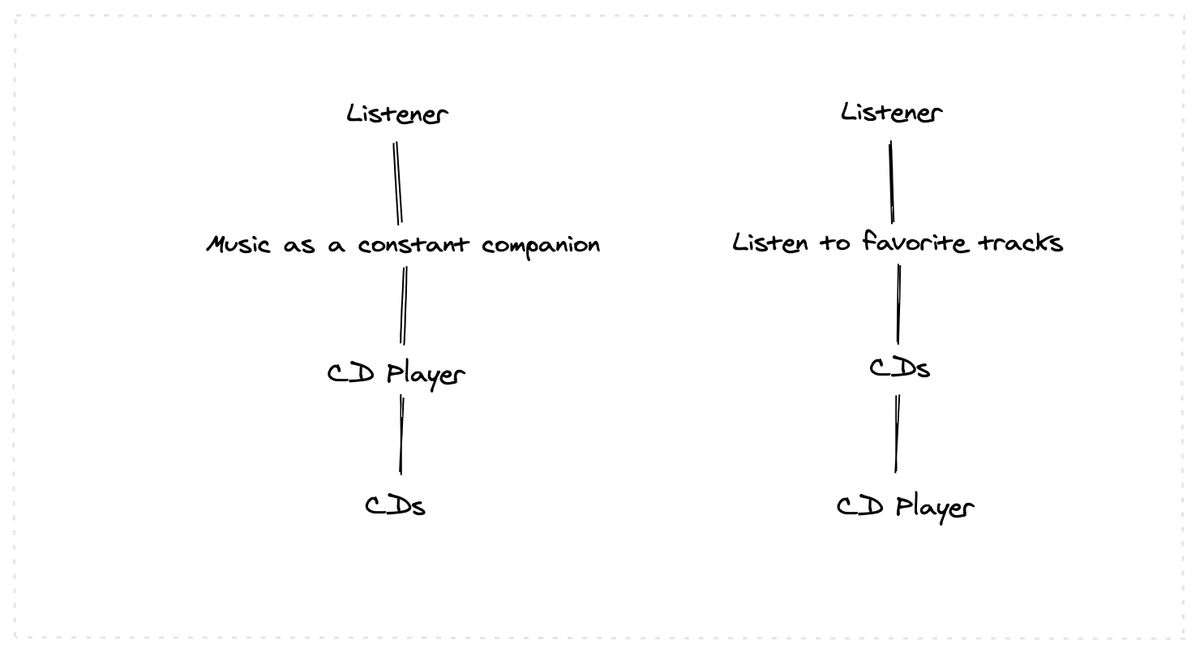 Listener
Music as a constant companion
CD Player
CDs
Listener
Listen to favorite tracks
CDs
CD Player